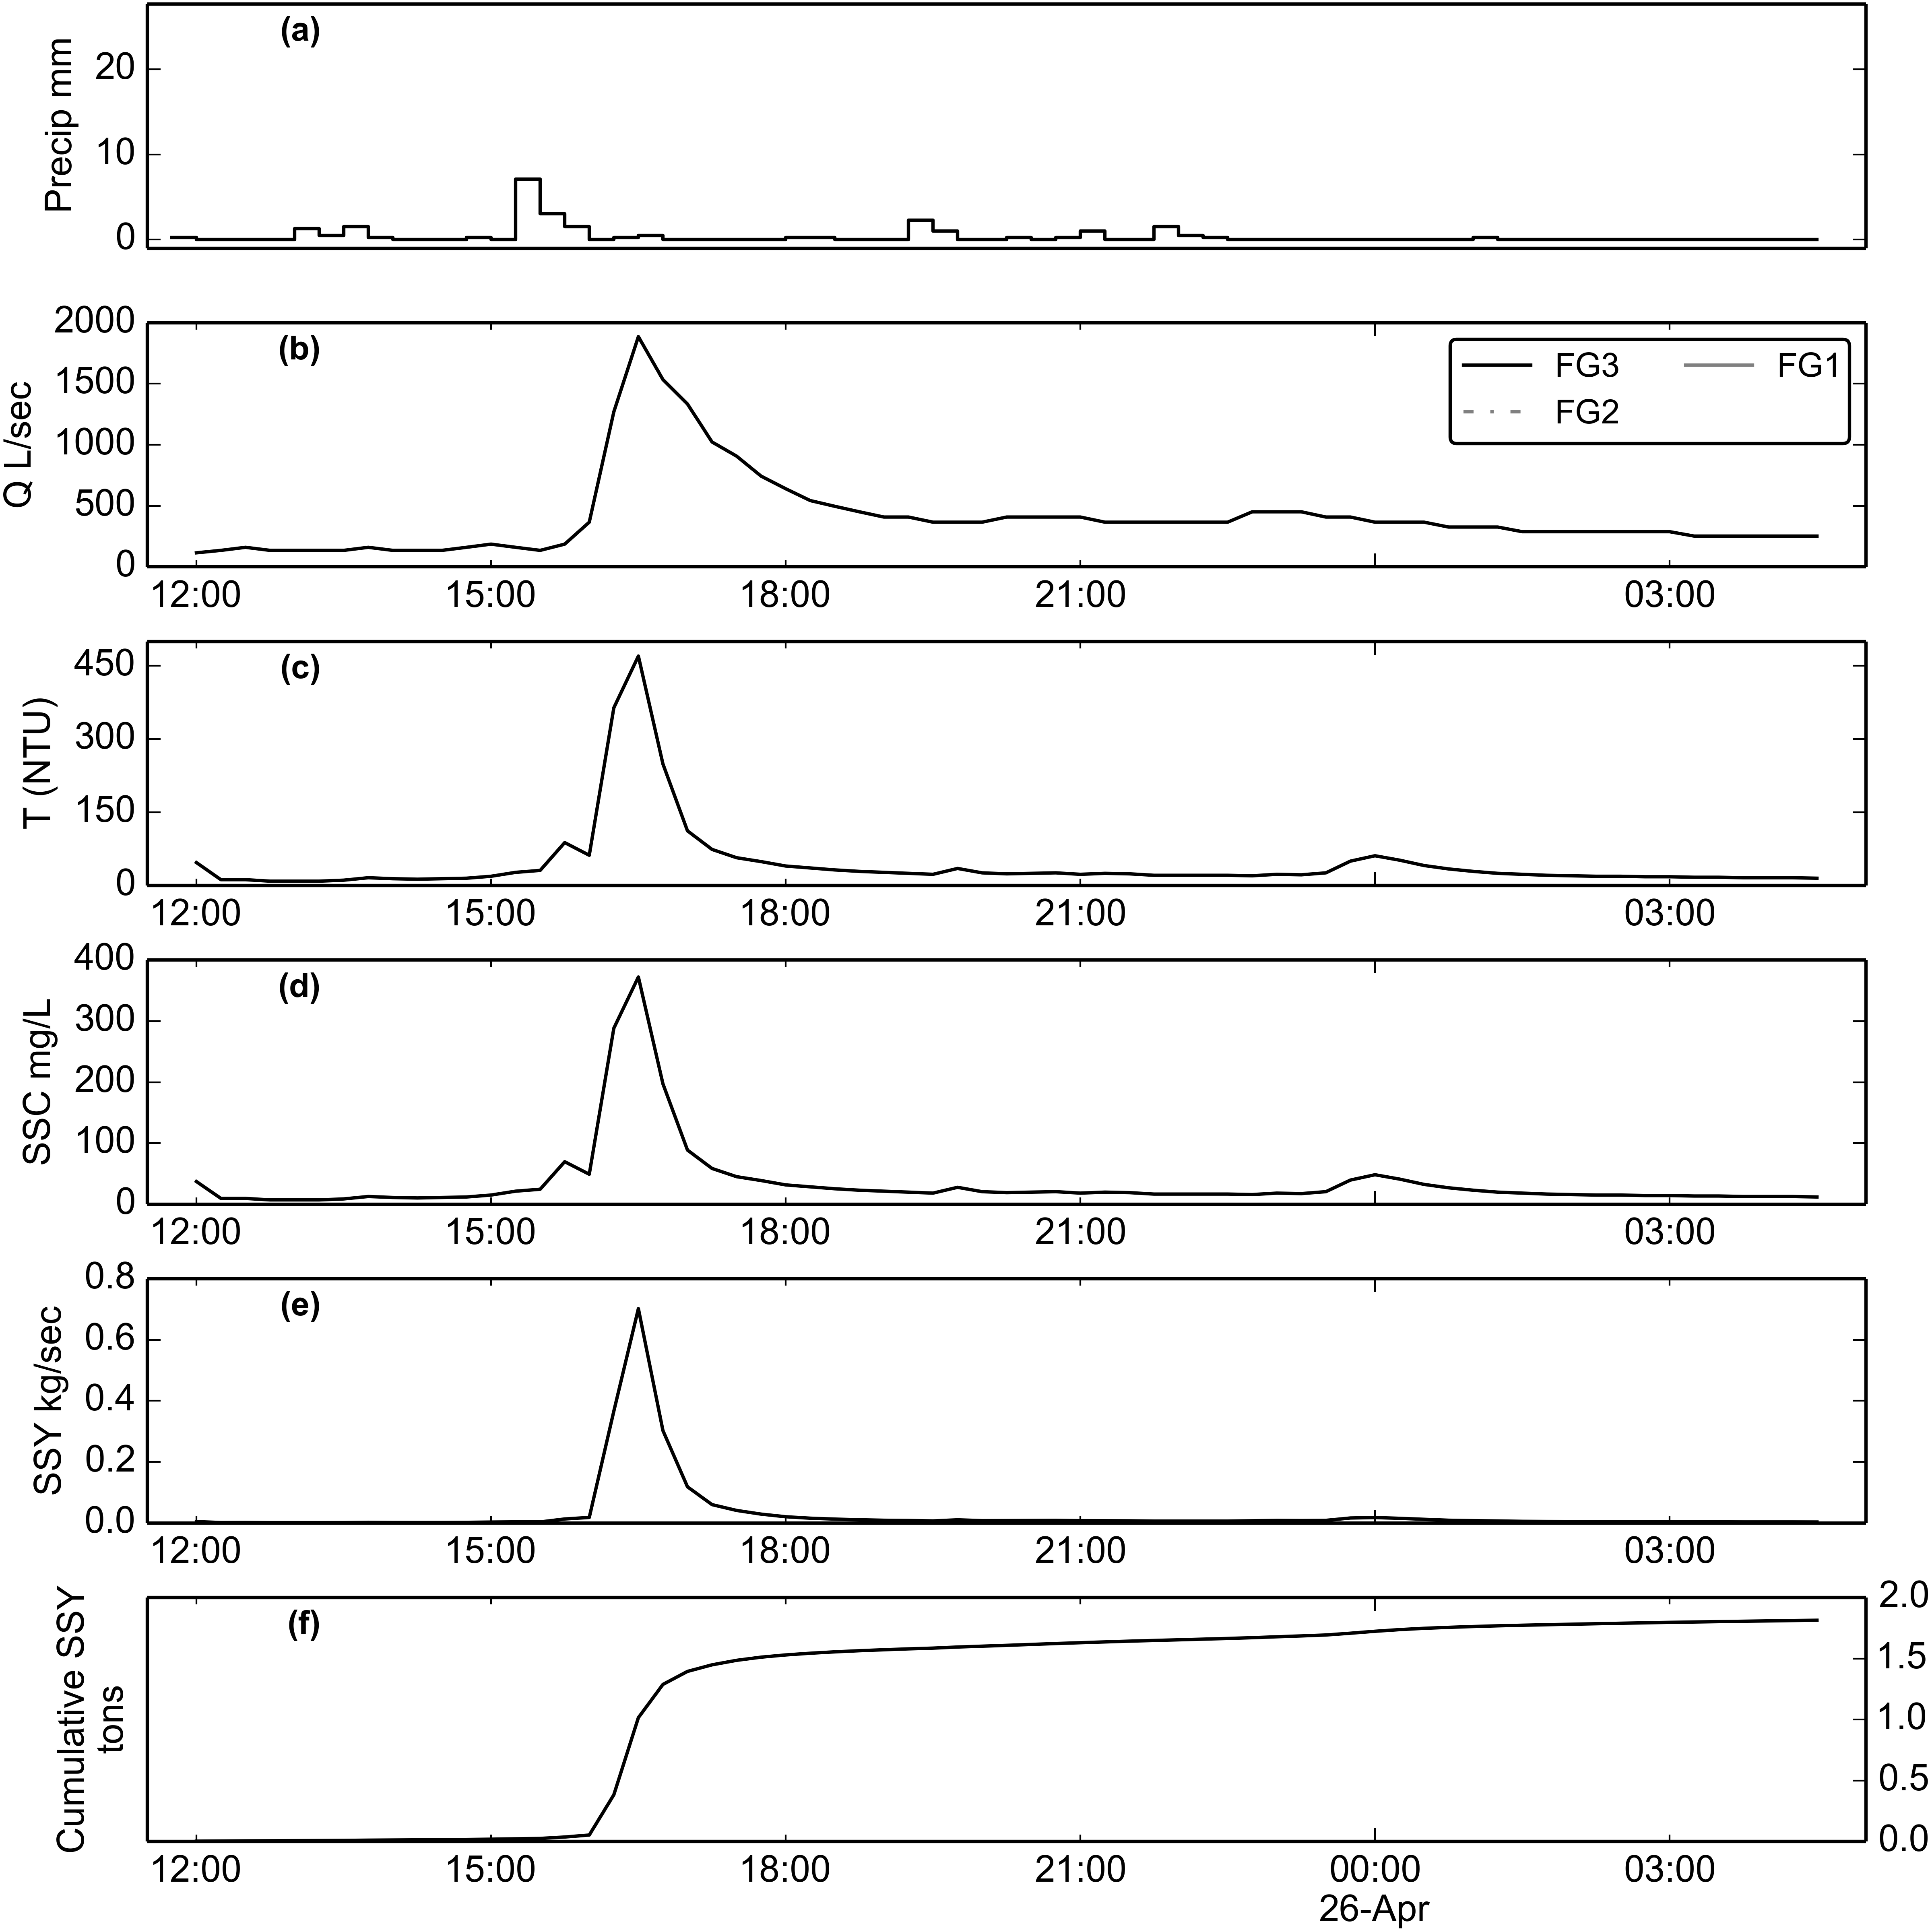 (a)
Precip mm
20
10
0
(b)
Q L/sec
2000
1500
1000
500
0
FG3 FG1
FG2
12:00 15:00 18:00 21:00 03:00
(c)
T (NTU)
450
300
150
0
12:00 15:00 18:00 21:00 03:00
(d)
SSC mg/L
400
300
200
100
0
12:00 15:00 18:00 21:00 03:00
(e)
SSY kg/sec
0.8
0.6
0.4
0.2
0.0
12:00 15:00 18:00 21:00 03:00
(f)
Cumulative SSY
tons
2.0
1.5
1.0
0.5
0.0
12:00 15:00 18:00 21:00 00:00 03:00
26-Apr